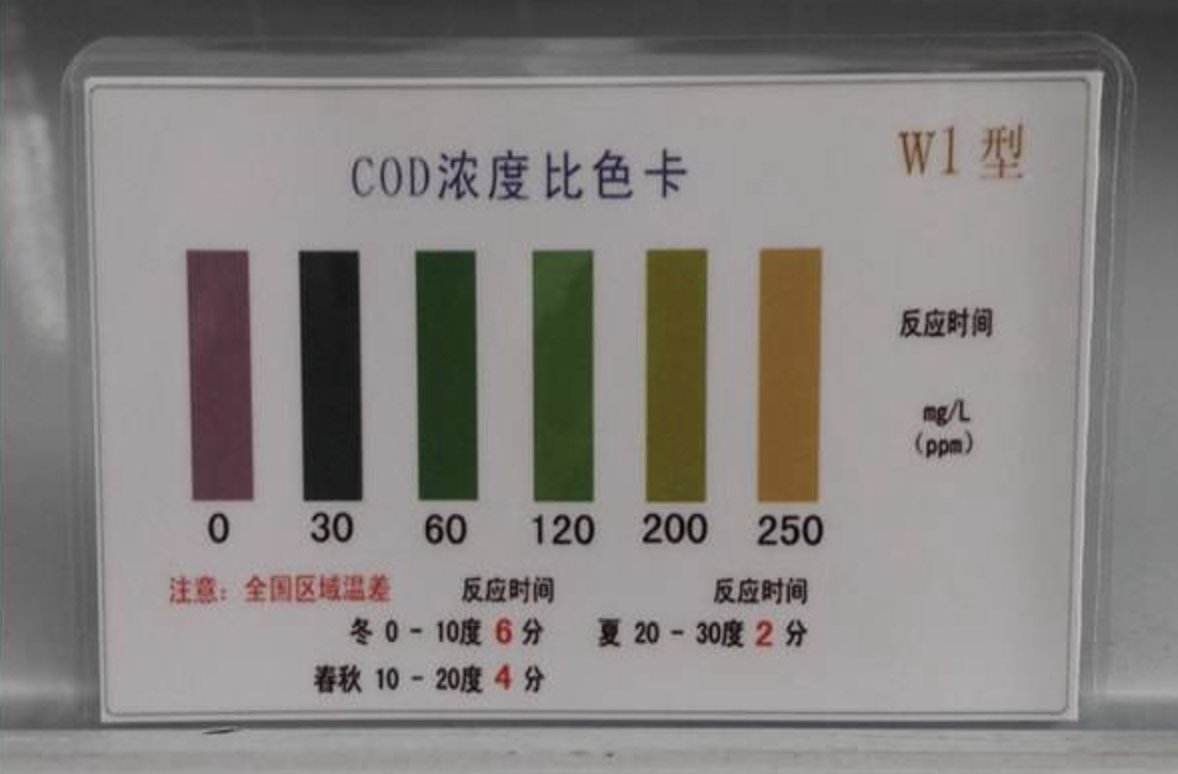 W1 型
COD浓度比色卡
反应时间
mg/L
(ppm)
0 30 60 120 200 250
注意：全国区域温差 反应时间 反应时间
冬 0 - 10度 6 分 夏 20 - 30度 2 分
春秋 10 - 20度 4 分